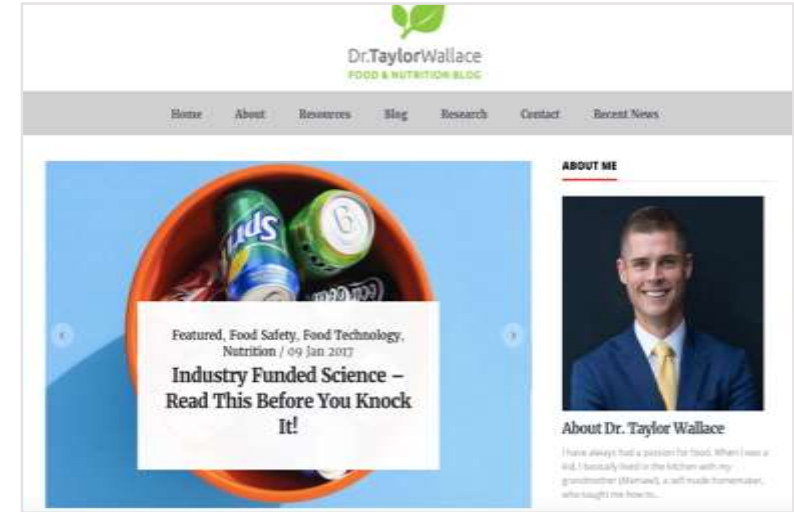 Dr.TaylorWallace
FOOD & NUTRITION BLOG
Home About Resources Blog Research Contact Recent News
Featured, Food Safety, Food Technology,
Nutrition / 09 Jan 2017
Industry Funded Science –
Read This Before You Knock
It!
ABOUT ME
About Dr. Taylor Wallace
I have always had a passion for food. When I was a
kid, I basically lived in the kitchen with my
grandmother (Mamaw), a self made homemaker,
who taught me how to...